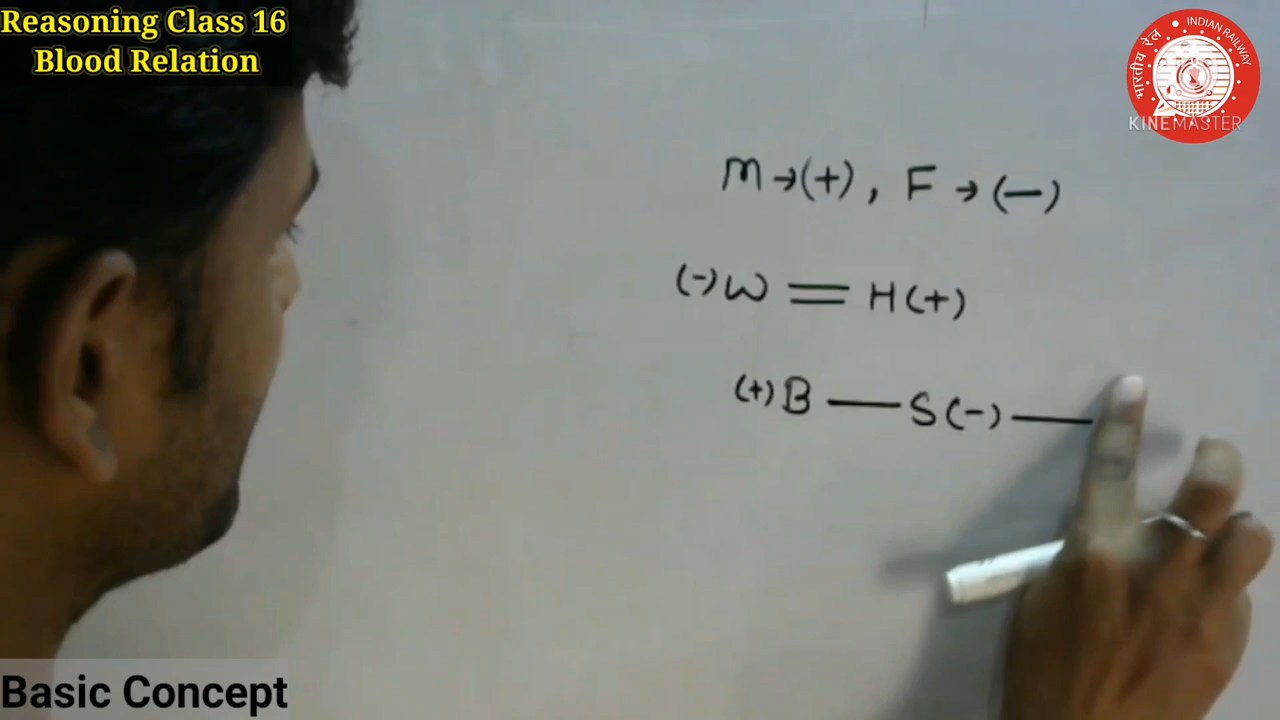 Reasoning Class 16
Blood Relation
भारतीय रेल INDIAN RAILWAY
KINEMASTER
M→(+), F→(−)
(-)W = H(+)
(+)B — S(-) —
Basic Concept